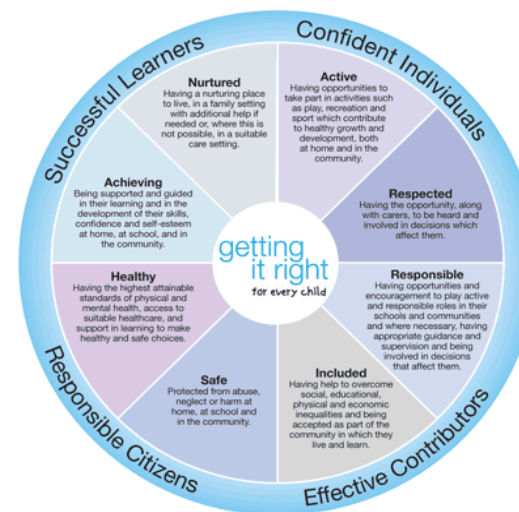 Successful Learners
Confident Individuals
Nurtured
Having a nurturing place
to live, in a family setting
with additional help if
needed or, where this is
not possible, in a suitable
care setting.
Active
Having opportunities to
take part in activities such
as play, recreation and
sport which contribute
to healthy growth and
development, both
at home and in the
community.
Achieving
Being supported and guided
in their learning and in
the development of their skills,
confidence and self-esteem
at home, at school, and in
the community.
Respected
Having the opportunity, along
with carers, to be heard and
involved in decisions which
affect them.
getting
it right
for every child
Healthy
Having the highest attainable
standards of physical and
mental health, access to
suitable healthcare, and
support in learning to make
healthy and safe choices.
Responsible
Having opportunities and
encouragement to play active
and responsible roles in their
schools and communities
and where necessary, having
appropriate guidance and
supervision and being
involved in decisions
that affect them.
Safe
Protected from abuse,
neglect or harm at
home, at school and
in the community.
Included
Having help to overcome
social, educational,
physical and economic
inequalities and being
accepted as part of the
community in which they
live and learn.
Responsible Citizens
Effective Contributors